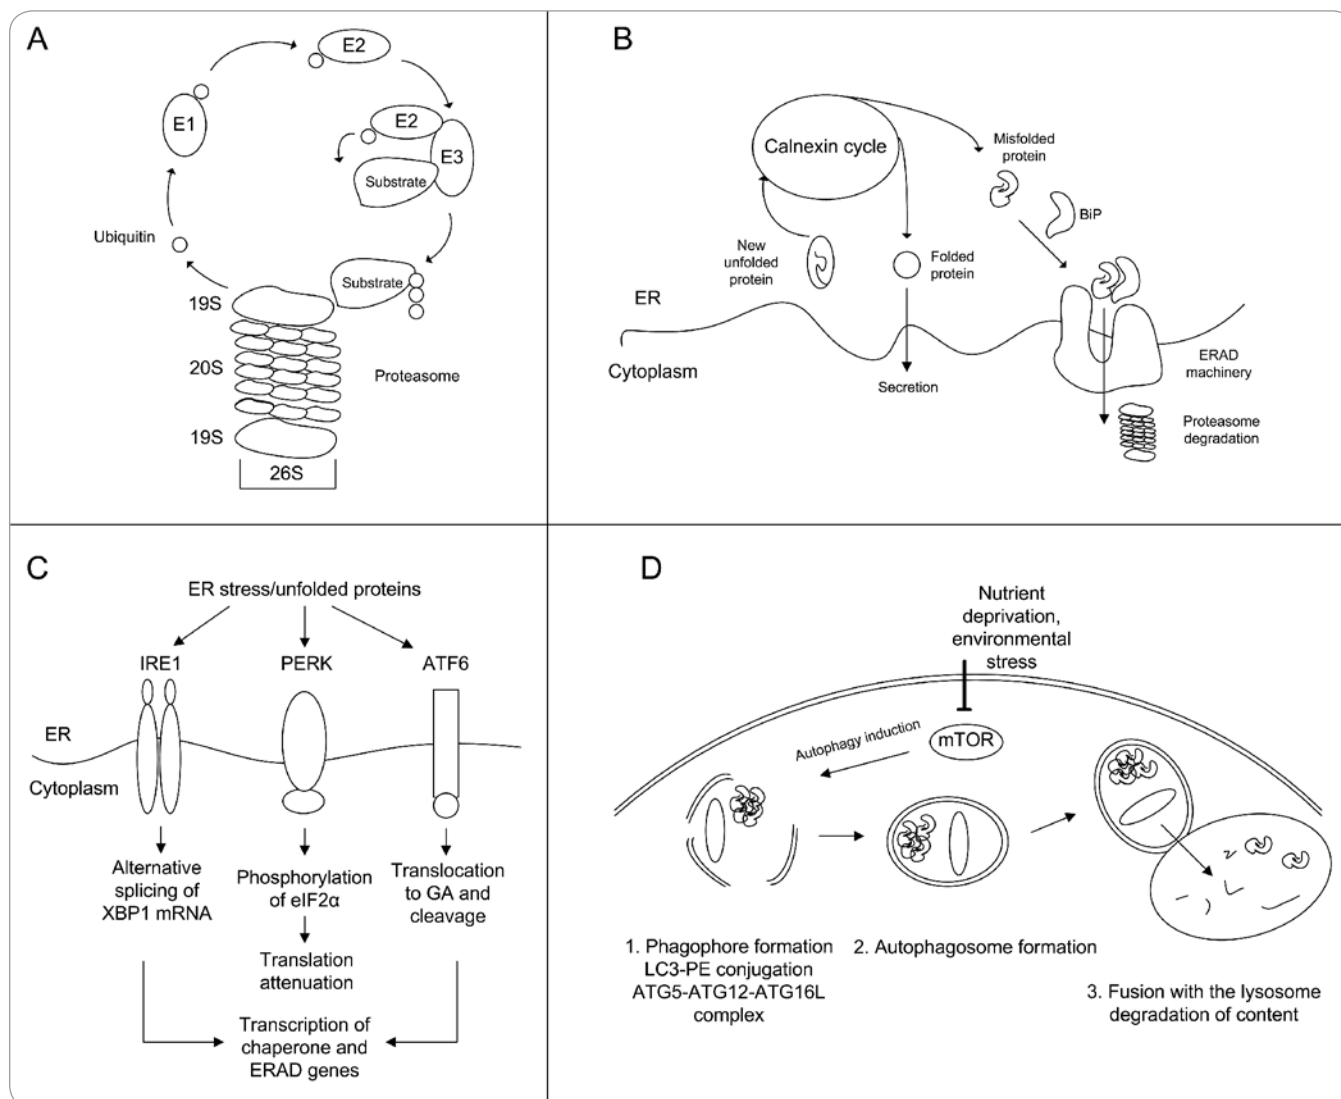 A
E2
E1
E2
E3
Substrate
Ubiquitin
Substrate
19S
20S
Proteasome
19S
26S
B
Calnexin cycle
Misfolded
protein
BiP
New
unfolded
protein
Folded
protein
ER
Cytoplasm
Secretion
ERAD
machinery
Proteasome
degradation
C
ER stress/unfolded proteins
IRE1
PERK
ATF6
ER
Cytoplasm
Alternative
splicing of
XBP1 mRNA
Phosphorylation
of eIF2α
Translocation
to GA and
cleavage
Translation
attenuation
Transcription of
chaperone and
ERAD genes
D
Nutrient
deprivation,
environmental
stress
mTOR
Autophagy induction
1. Phagophore formation
LC3-PE conjugation
ATG5-ATG12-ATG16L
complex
2. Autophagosome formation
3. Fusion with the lysosome
degradation of content